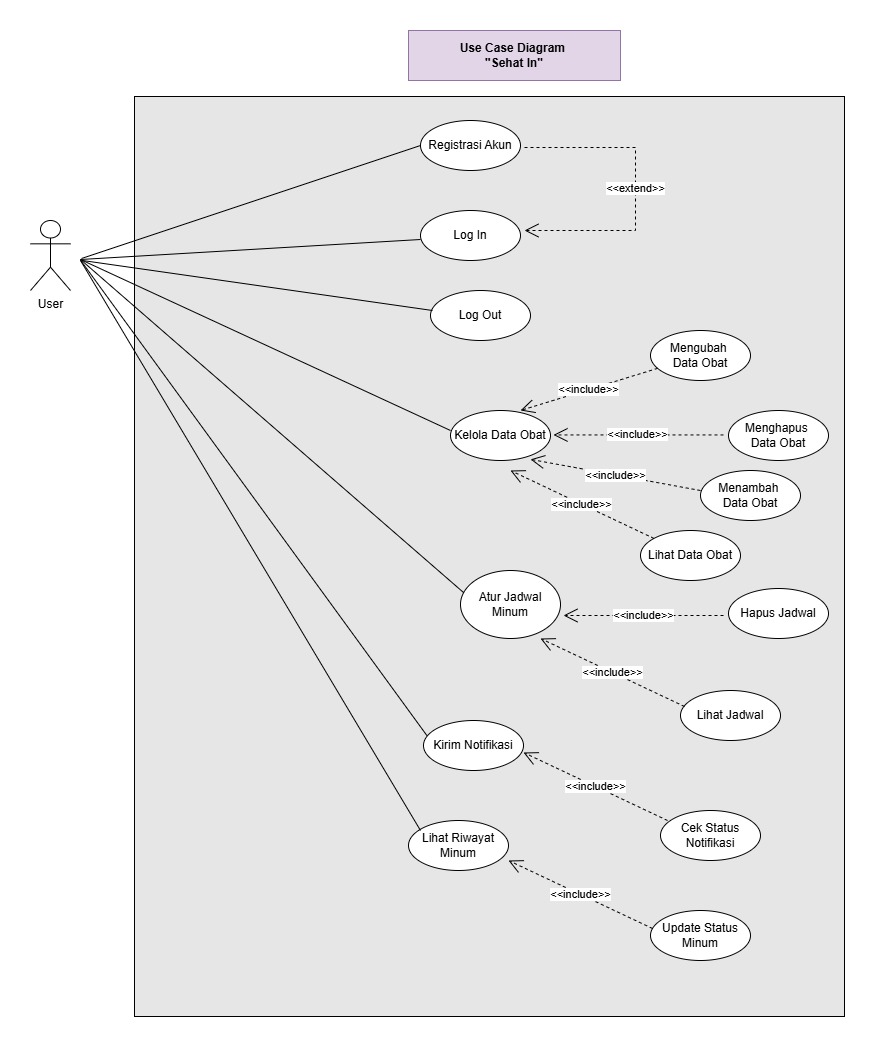 Use Case Diagram
"Sehat In"
Registrasi Akun
<<extend>>
Log In
User
Log Out
Mengubah
Data Obat
<<include>>
Kelola Data Obat
<<include>>
Menghapus
Data Obat
<<include>>
Menambah
Data Obat
<<include>>
Lihat Data Obat
Atur Jadwal
Minum
<<include>>
Hapus Jadwal
<<include>>
Lihat Jadwal
Kirim Notifikasi
<<include>>
Cek Status
Notifikasi
Lihat Riwayat
Minum
<<include>>
Update Status
Minum